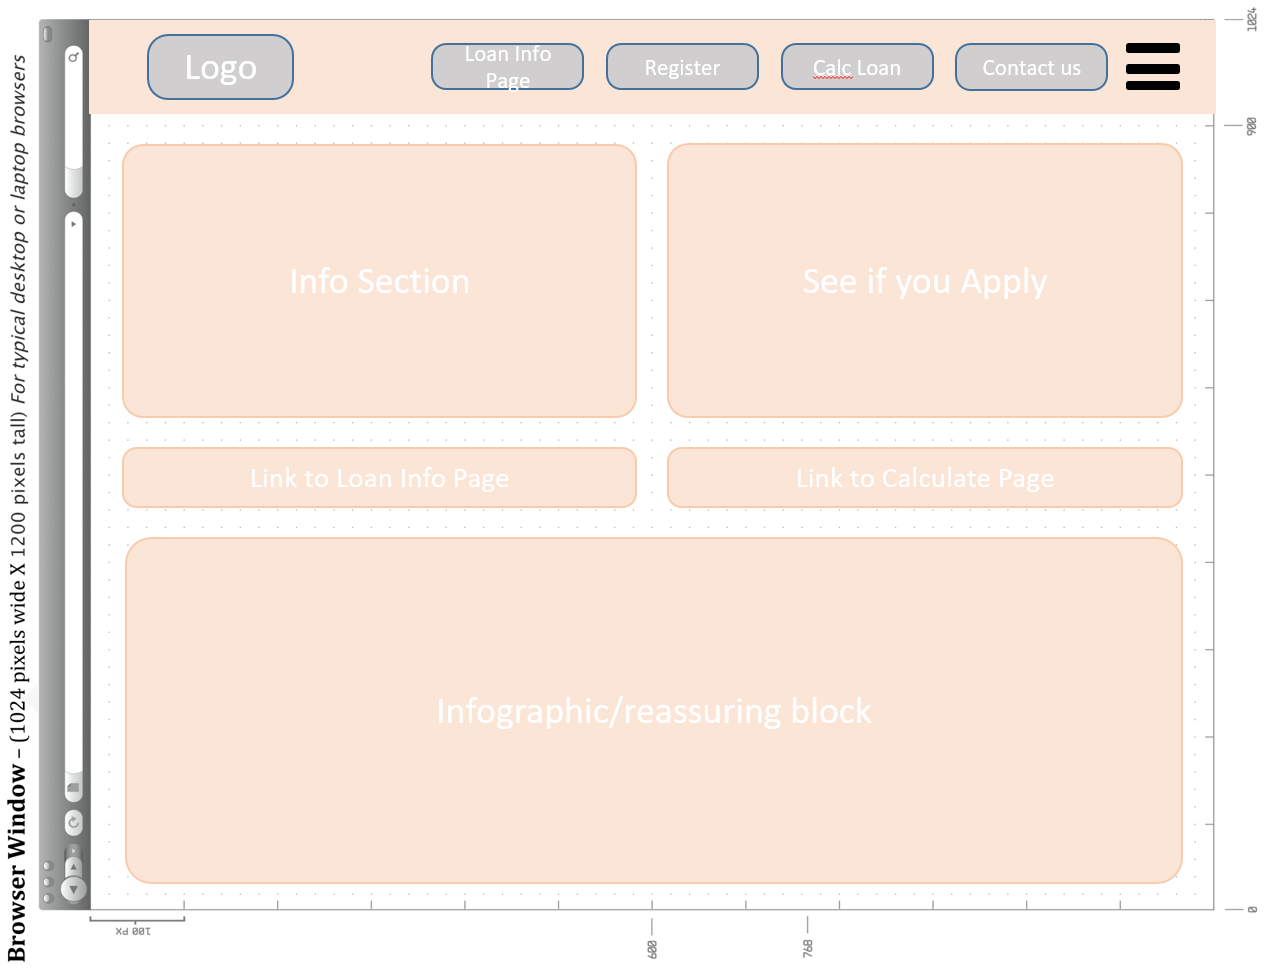 Browser Window – (1024 pixels wide X 1200 pixels tall) For typical desktop or laptop browsers
Logo
Loan Info
Page
Register
Calc Loan
Contact us
1024
900
Info Section
See if you Apply
Link to Loan Info Page
Link to Calculate Page
Infographic/reassuring block
0
100 PX
600
768